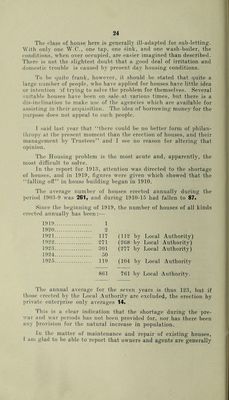 24
The class of house here is generally ill-adapted for sub-letting.
With only one W.C., one tap, one sink, and one wash-boiler, the
conditions, when over occupied, are easier imagined than described.
There is not the slightest doubt that a good deal of irritation and
domestic trouble is caused by present day housing conditions.
To be quite frank, however, it should be stated that quite a
large number of people, who have applied for houses have little idea
or intention of trying to solve the problem for themselves. Several
suitable houses have been on sale at various times, but there is a
dis-inclination to make use of the agencies which are available for
assisting in their acquisition. The idea of borrowing money for the
purpose does not appeal to such people.
I said last year that "there could be no better form of philan-
thropy at the present moment than the erection of houses, and their
management by Trustees" and I see no reason for altering that
opinion.
The Housing problem is the most acute and, apparently, the
most difficult to solve.
In the report for 1913, attention was directed to the shortage
of houses, and in 1919, figures were given which showed that the
"falling off" in house building began in 1910.
The average number of houses erected annually during the
period 1903-9 was 261, and during 1910-15 had fallen to 87.
Since the beginning of 1919, the number of houses of all kinds
erected annually has been:—
1919 1
1920 2
1921 117 (112 by Local Authority)
1922 271 (268 by Local Authority)
1923 301 (277 by Local Authority)
1924 50
1925 119 (104 by Local Authority
861 761 by Local Authority.
The annual average for the seven years is thus 123, but if
those erected by the Local Authority are excluded, the erection by
private enterprise only averages 14.
This is a clear indication that the shortage during the pre-
war and war periods has not been provided for, nor has there been
any provision for the natural increase in population.
In the matter of maintenance and repair of existing houses,
I am glad to be able to report that owners and agents are generally